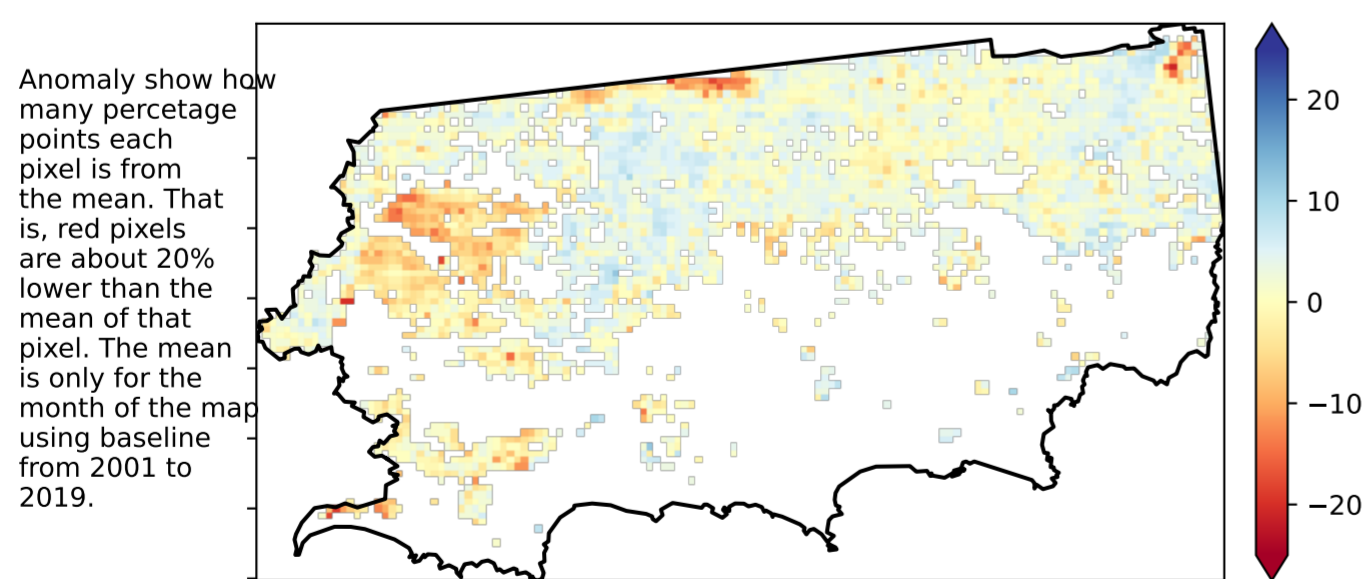 Anomaly show how
many percetage
points each
pixel is from
the mean. That
is, red pixels
are about 20%
lower than the
mean of that
pixel. The mean
is only for the
month of the map
using baseline
from 2001 to
2019.
20
10
0
−10
−20